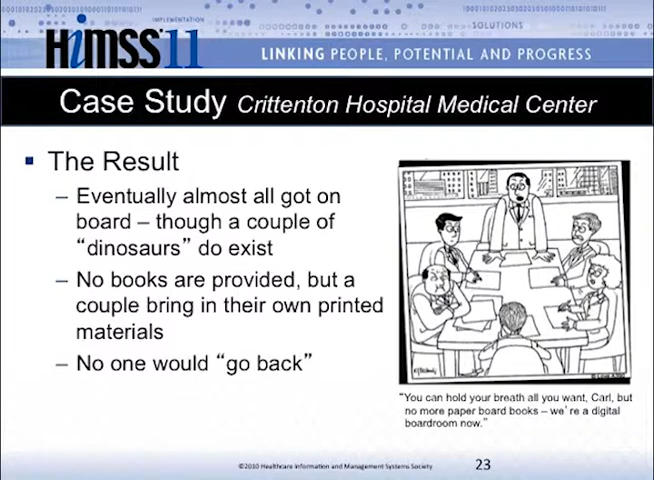 IMPLEMENTATION
SOLUTIONS
HiMSS'11
LINKING PEOPLE, POTENTIAL AND PROGRESS
Case Study Crittenton Hospital Medical Center
▪ The Result
– Eventually almost all got on
board – though a couple of
“dinosaurs” do exist
– No books are provided, but a
couple bring in their own printed
materials
– No one would “go back”
"You can hold your breath all you want, Carl, but
no more paper board books – we're a digital
boardroom now."
©2010 Healthcare Information and Management Systems Society
23